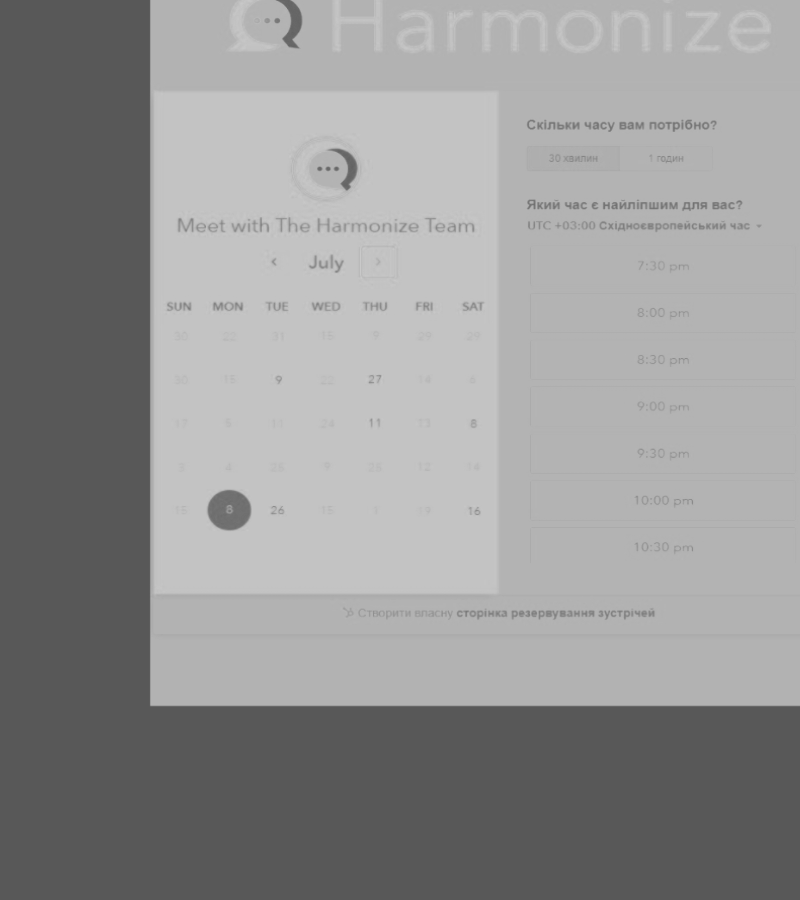 Harmonize
Meet with The Harmonize Team
July
SUN MON TUE WED THU FRI SAT
30 31 15 9 29 29
30 15 9 22 27 14 6
17 5 11 24 11 13 8
3 4 25 7 23 12 14
15 8 26 15 19 16
Скільки часу вам потрібно?
30 хвилин 1 годин
Який час є найліпшим для вас?
UTC +03:00 Східноєвропейський час
7:30 pm
8:00 pm
8:30 pm
9:00 pm
9:30 pm
10:00 pm
10:30 pm
Створити власну сторінка резервування зустрічей